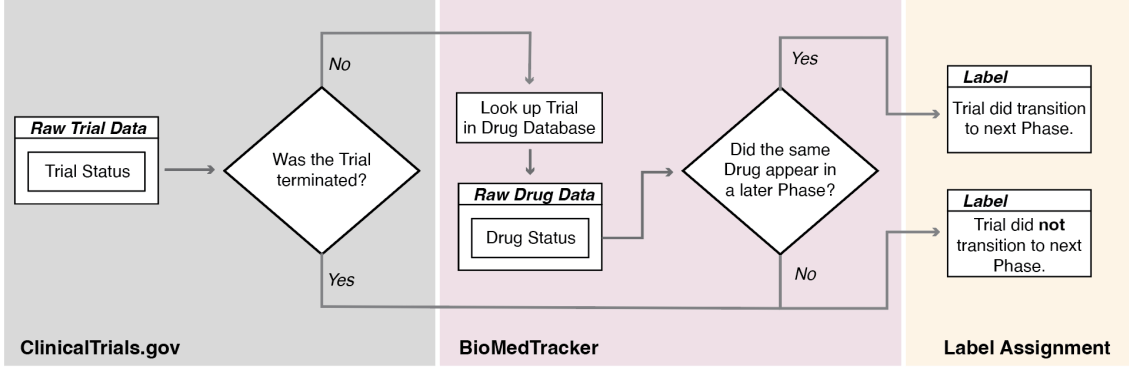 Raw Trial Data
Trial Status
Was the Trial
terminated?
No
Yes
ClinicalTrials.gov
Look up Trial
in Drug Database
Raw Drug Data
Drug Status
Did the same
Drug appear in
a later Phase?
Yes
No
BioMedTracker
Label
Trial did transition
to next Phase.
Label
Trial did not
transition to next
Phase.
Label Assignment